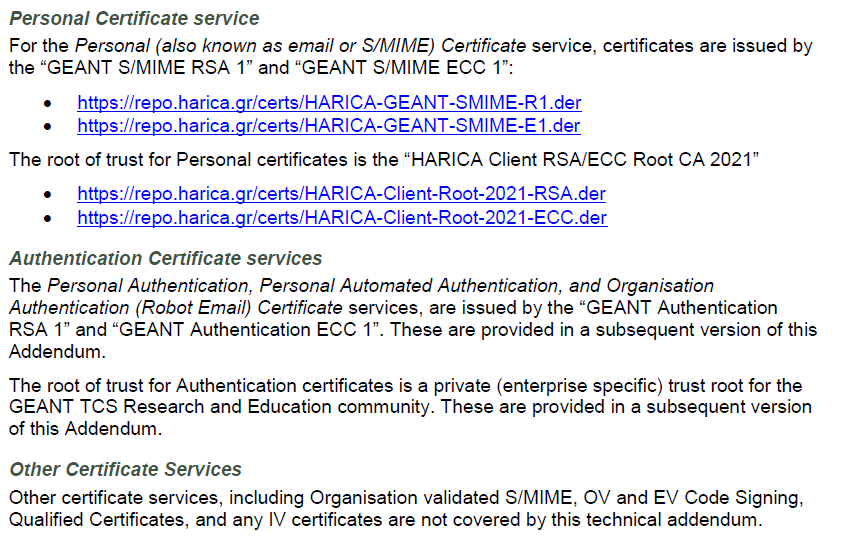 Personal Certificate service
For the Personal (also known as email or S/MIME) Certificate service, certificates are issued by
the “GEANT S/MIME RSA 1” and “GEANT S/MIME ECC 1”:
• https://repo.harica.gr/certs/HARICA-GEANT-SMIME-R1.der
• https://repo.harica.gr/certs/HARICA-GEANT-SMIME-E1.der
The root of trust for Personal certificates is the “HARICA Client RSA/ECC Root CA 2021”
• https://repo.harica.gr/certs/HARICA-Client-Root-2021-RSA.der
• https://repo.harica.gr/certs/HARICA-Client-Root-2021-ECC.der
Authentication Certificate services
The Personal Authentication, Personal Automated Authentication, and Organisation
Authentication (Robot Email) Certificate services, are issued by the “GEANT Authentication
RSA 1” and “GEANT Authentication ECC 1”. These are provided in a subsequent version of this
Addendum.
The root of trust for Authentication certificates is a private (enterprise specific) trust root for the
GEANT TCS Research and Education community. These are provided in a subsequent version
of this Addendum.
Other Certificate Services
Other certificate services, including Organisation validated S/MIME, OV and EV Code Signing,
Qualified Certificates, and any IV certificates are not covered by this technical addendum.